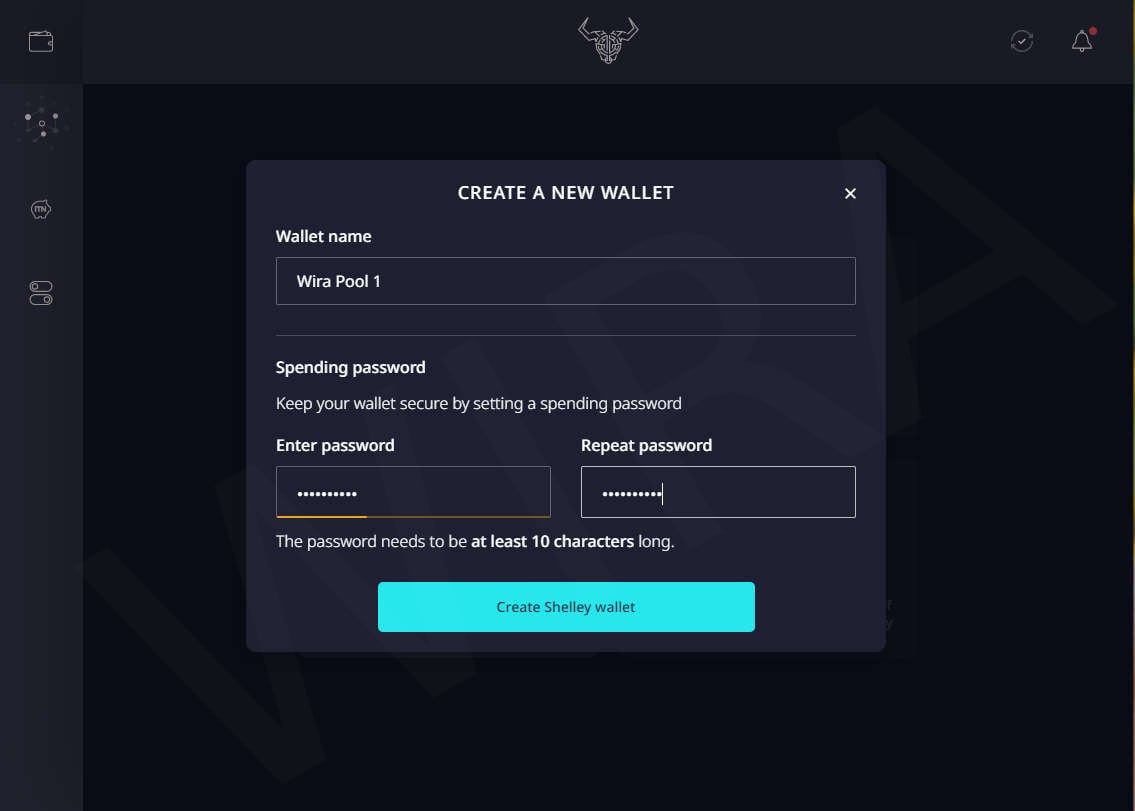 CREATE A NEW WALLET
Wallet name
Wira Pool 1
Spending password
Keep your wallet secure by setting a spending password
Enter password
Repeat password
••••••••••
••••••••••
The password needs to be at least 10 characters long.
Create Shelley wallet
ITN
WIRA